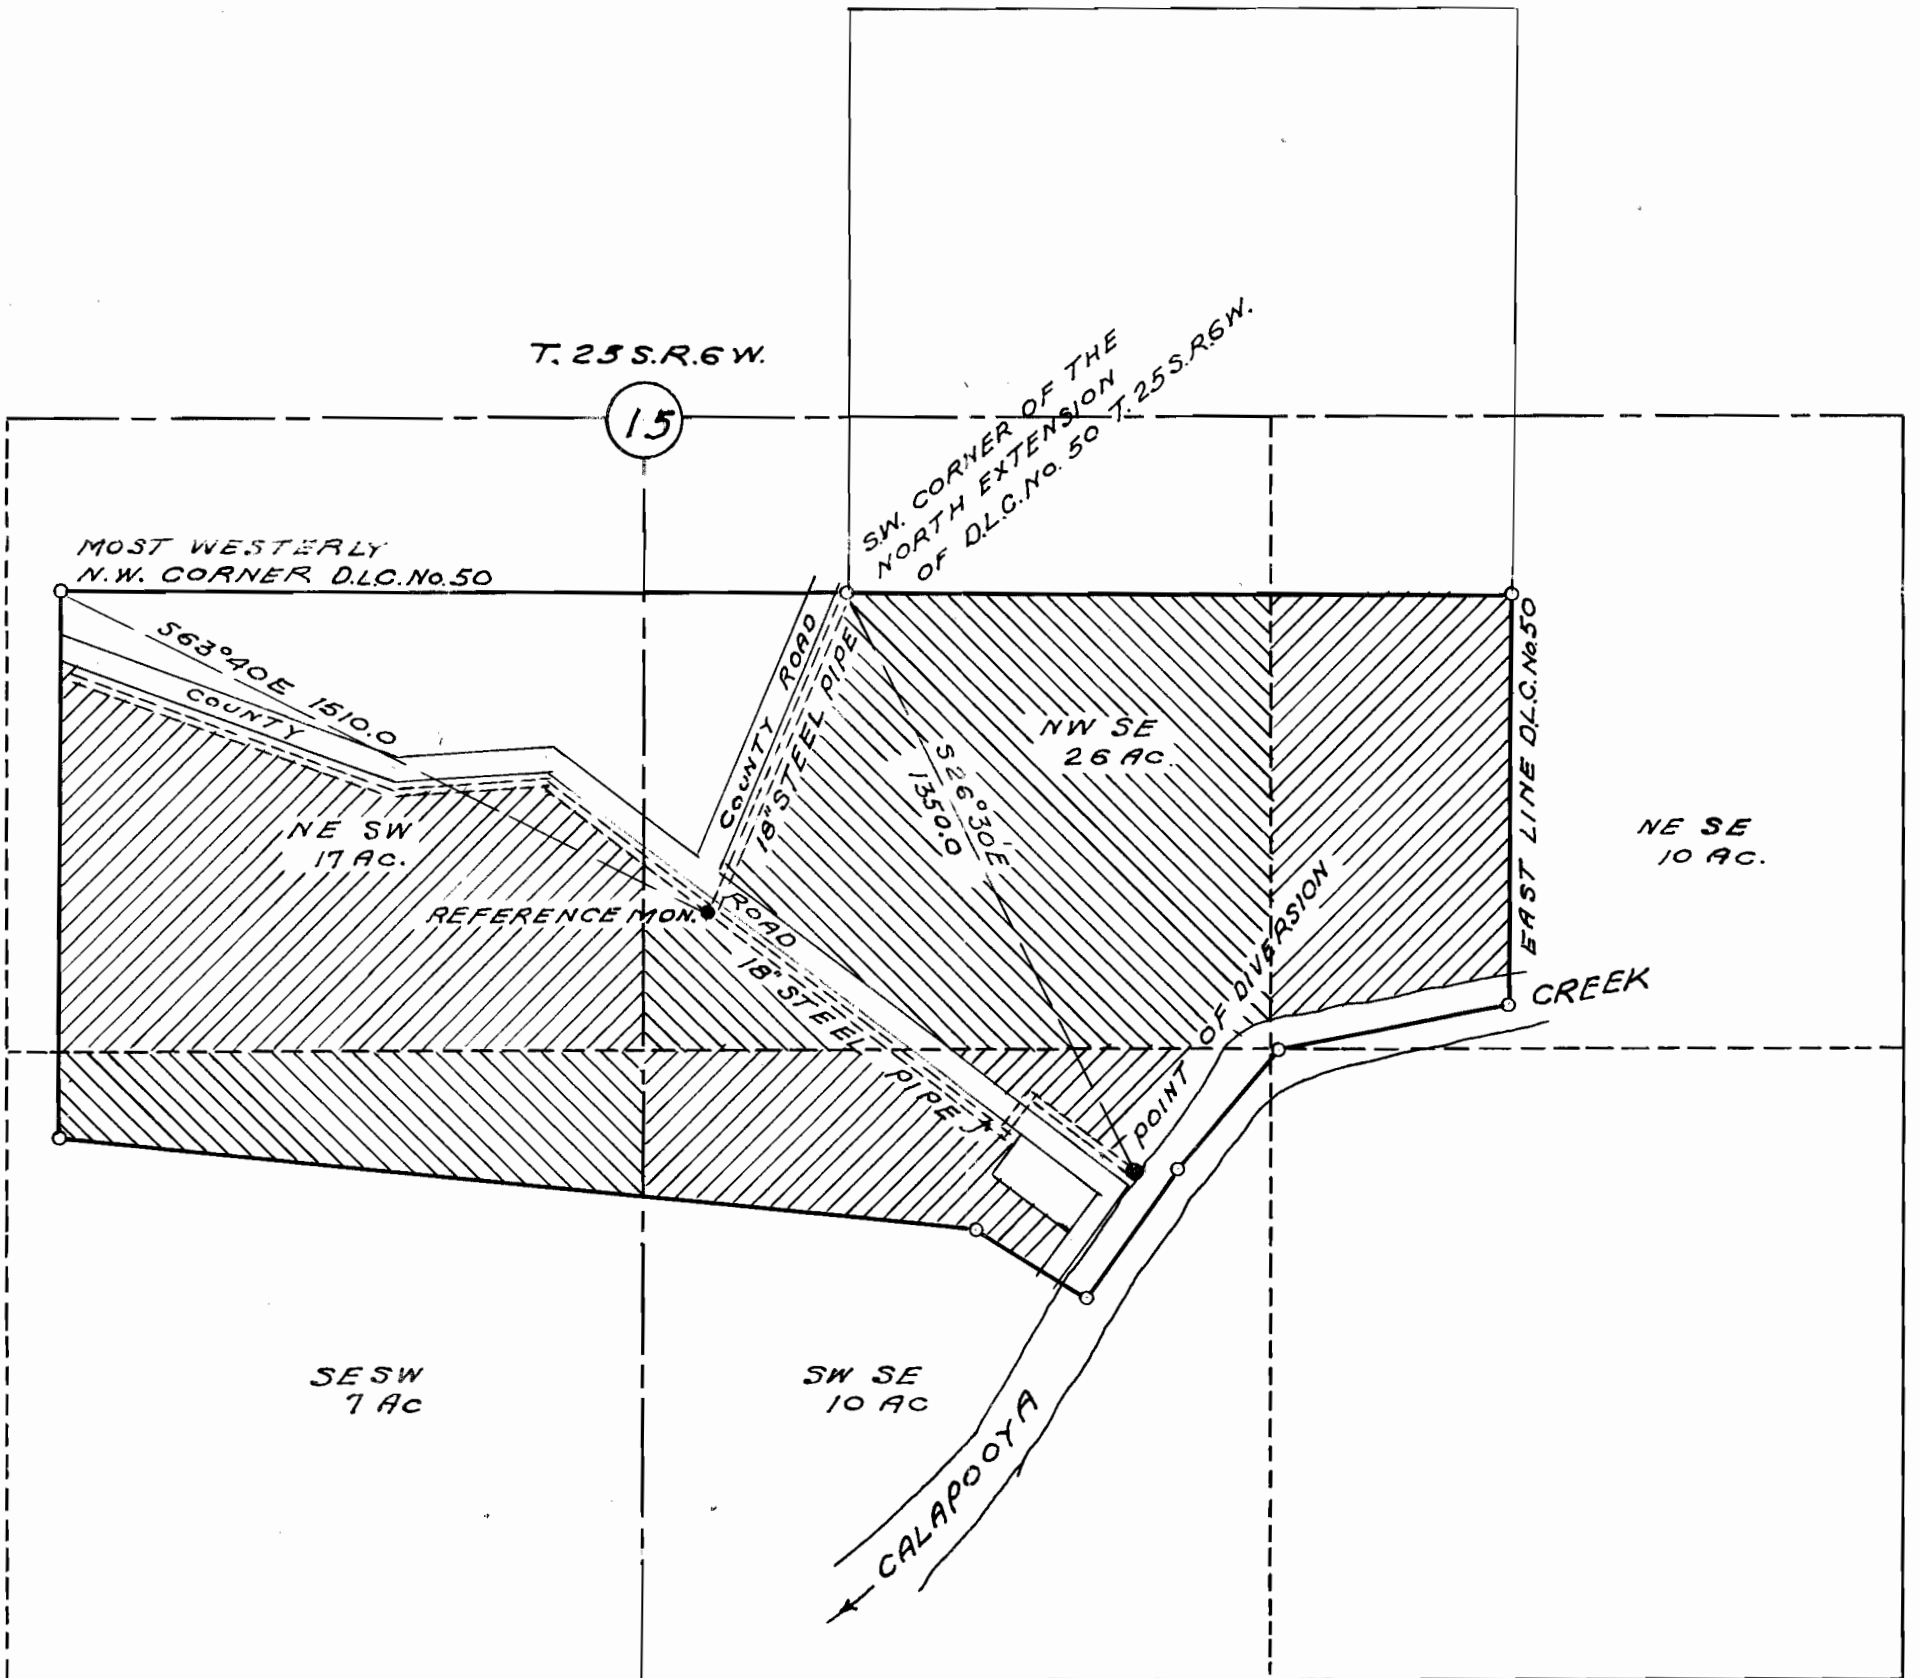 T. 25 S.R.6 W.
15
S.W. CORNER OF THE
NORTH EXTENSION
OF D.L.C. No. 50 T. 25 S.R.6W.
MOST WESTERLY
N.W. CORNER D.L.C. No. 50
S63°40E 1510.0
COUNTY
COUNTY ROAD
18" STEEL PIPE
NW SE
26 AC.
S26°30'E
1350.0
EAST LINE D.L.C. No. 50
NE SW
17 AC.
NE SE
10 AC.
REFERENCE MON.
ROAD
18" STEEL PIPE
POINT OF DIVERSION
CREEK
SE SW
7 AC
SW SE
10 AC
CALAPOOYA